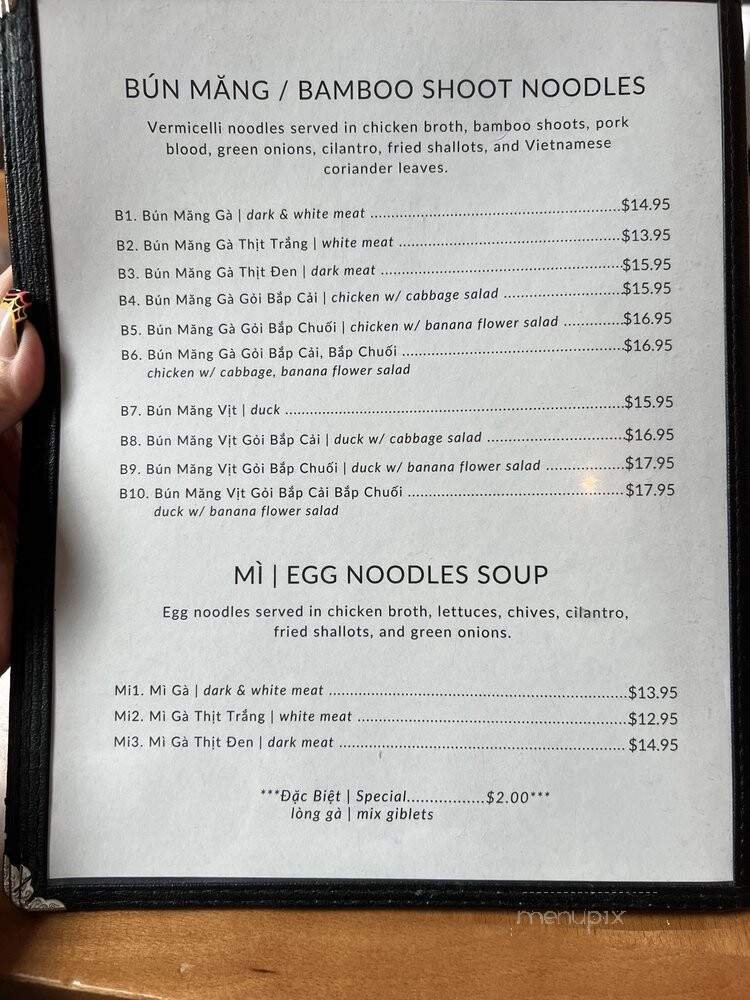 BÚN MĂNG / BAMBOO SHOOT NOODLES
Vermicelli noodles served in chicken broth, bamboo shoots, pork
blood, green onions, cilantro, fried shallots, and Vietnamese
coriander leaves.
B1. Bún Măng Gà | dark & white meat ........................................................$14.95
B2. Bún Măng Gà Thịt Trắng | white meat ..................................................$13.95
B3. Bún Măng Gà Thịt Đen | dark meat ......................................................$15.95
B4. Bún Măng Gà Gỏi Bắp Cải | chicken w/ cabbage salad ...........................$15.95
B5. Bún Măng Gà Gỏi Bắp Chuối | chicken w/ banana flower salad .............$16.95
B6. Bún Măng Gà Gỏi Bắp Cải, Bắp Chuối .................................................$16.95
chicken w/ cabbage, banana flower salad
B7. Bún Măng Vịt | duck ...........................................................................$15.95
B8. Bún Măng Vịt Gỏi Bắp Cải | duck w/ cabbage salad ..............................$16.95
B9. Bún Măng Vịt Gỏi Bắp Chuối | duck w/ banana flower salad .................$17.95
B10. Bún Măng Vịt Gỏi Bắp Cải Bắp Chuối ................................................$17.95
duck w/ banana flower salad
MÌ | EGG NOODLES SOUP
Egg noodles served in chicken broth, lettuces, chives, cilantro,
fried shallots, and green onions.
Mi1. Mì Gà | dark & white meat .................................................................$13.95
Mi2. Mì Gà Thịt Trắng | white meat ...........................................................$12.95
Mi3. Mì Gà Thịt Đen | dark meat ...............................................................$14.95
***Đặc Biệt | Special.................$2.00***
lòng gà | mix giblets
menupix